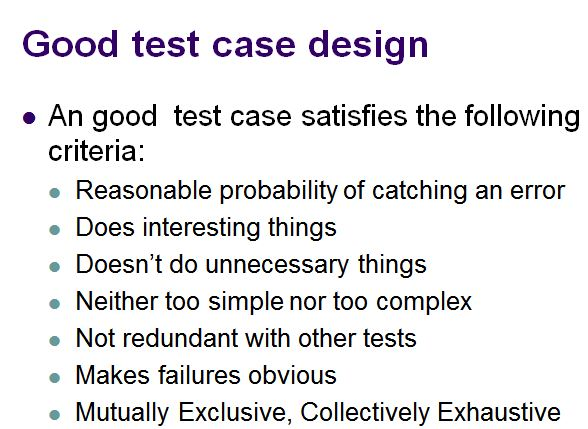 Good test case design
An good  test case satisfies the following
criteria:
Reasonable probability of catching an error
Does interesting things
Doesn't do unnecessary things
Neither too simple nor too complex
Not redundant with other tests
Makes failures obvious
Mutually Exclusive, Collectively Exhaustive